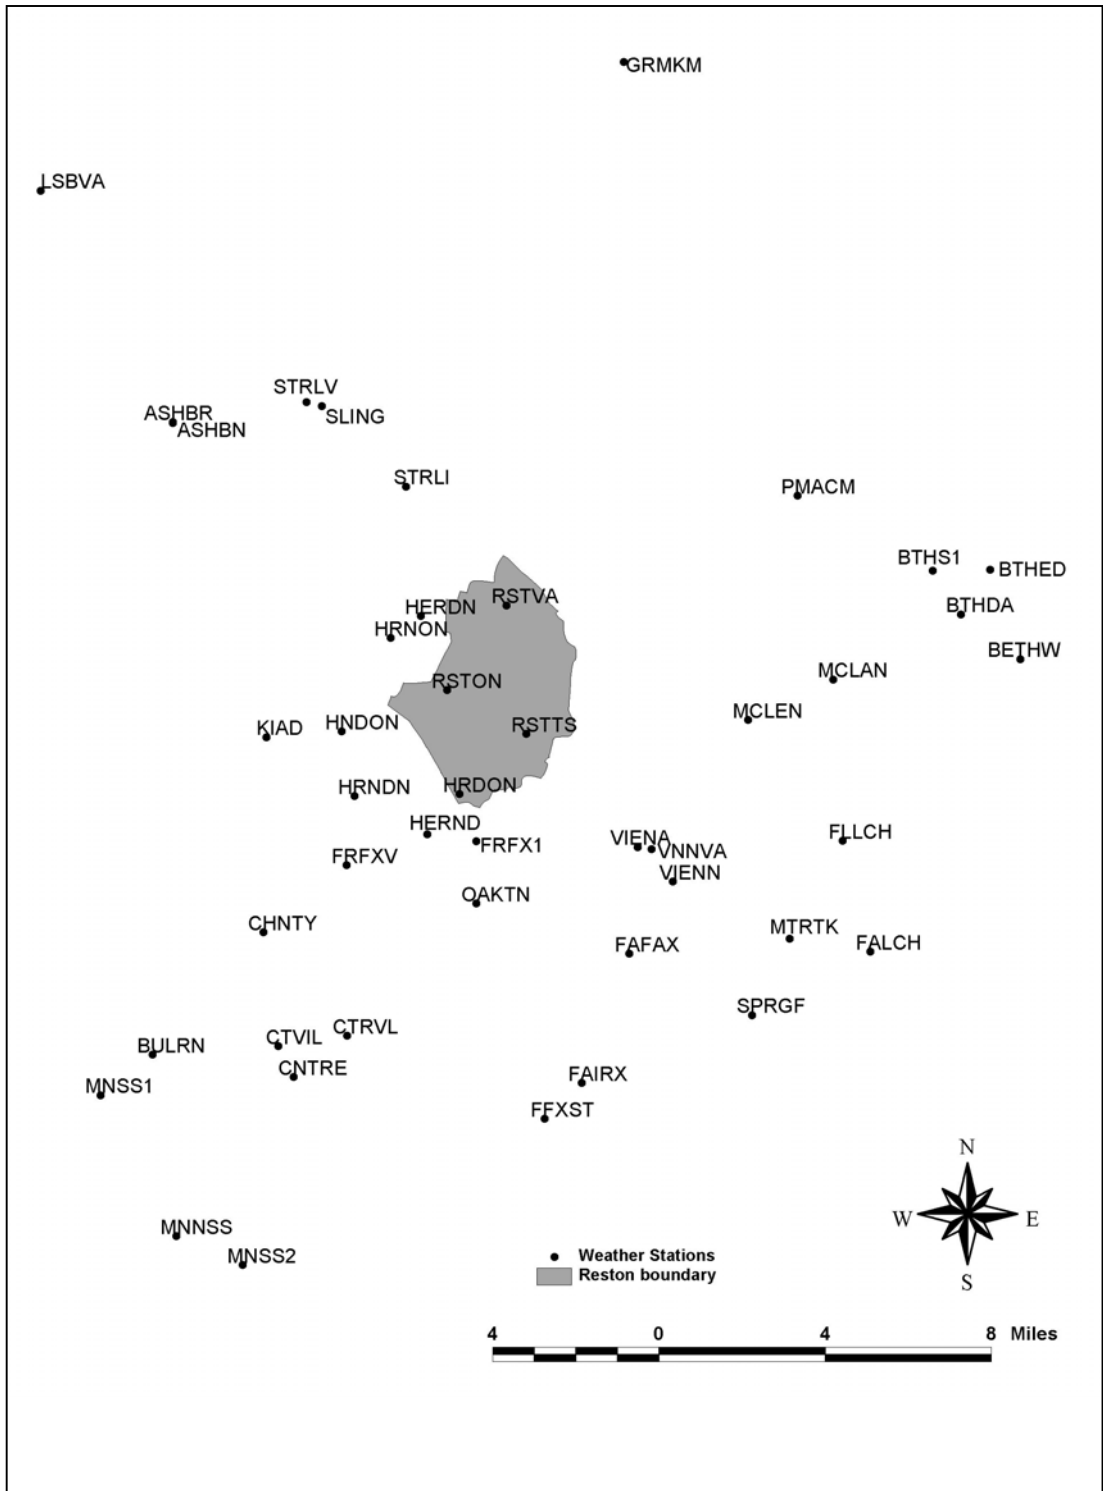 GRMKM
LSBVA
STRLV
ASHBR
SLING
ASHBN
STRLI
PMACM
BTHS1
BTHED
RSTVA
BTHDA
HERDN
HRNON
BETHW
MCLAN
RSTON
MCLEN
HNDON
RSTTS
KIAD
HRNDN
HRDON
HERND
FLLCH
VIENA
FRFX1
VNNVA
FRFXV
VIENN
OAKTN
CHNTY
MTRTK
FAFAX
FALCH
SPRGF
CTRVL
CTVIL
BULRN
CNTRE
FAIRX
MNSS1
FFXST
N
W E
S
MNNSS
MNSS2
Weather Stations
Reston boundary
4 0 4 8 Miles